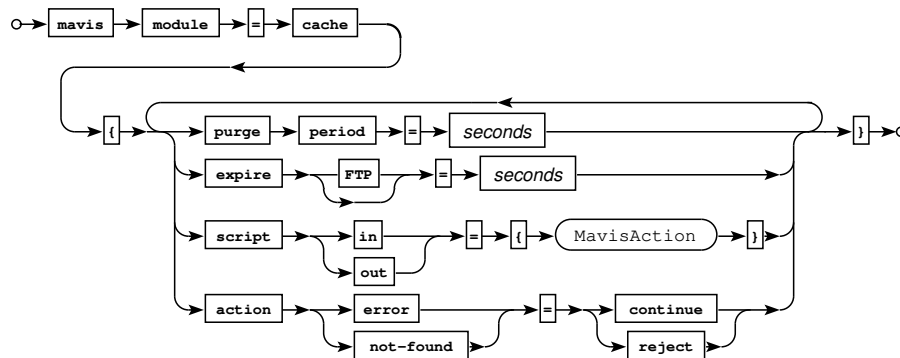 mavis module = cache
{ purge period = seconds }
expire FTP = seconds
script in = { MavisAction }
out
action error = continue
not-found reject